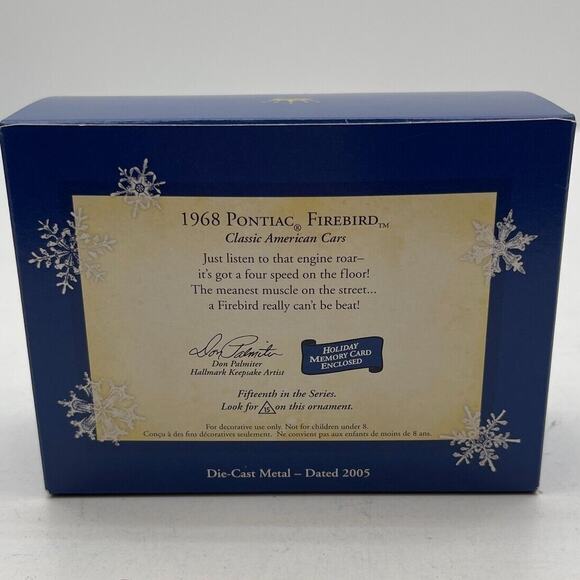 1968 Pontiac® Firebird™
Classic American Cars
Just listen to that engine roar–
it's got a four speed on the floor!
The meanest muscle on the street...
a Firebird really can't be beat!
Don Palmiter
Don Palmiter
Hallmark Keepsake Artist
Holiday
Memory Card
Enclosed
Fifteenth in the Series.
Look for 15 on this ornament.
For decorative use only. Not for children under 8.
Conçu à des fins décoratives seulement. Ne convient pas aux enfants de moins de 8 ans.
Die-Cast Metal – Dated 2005